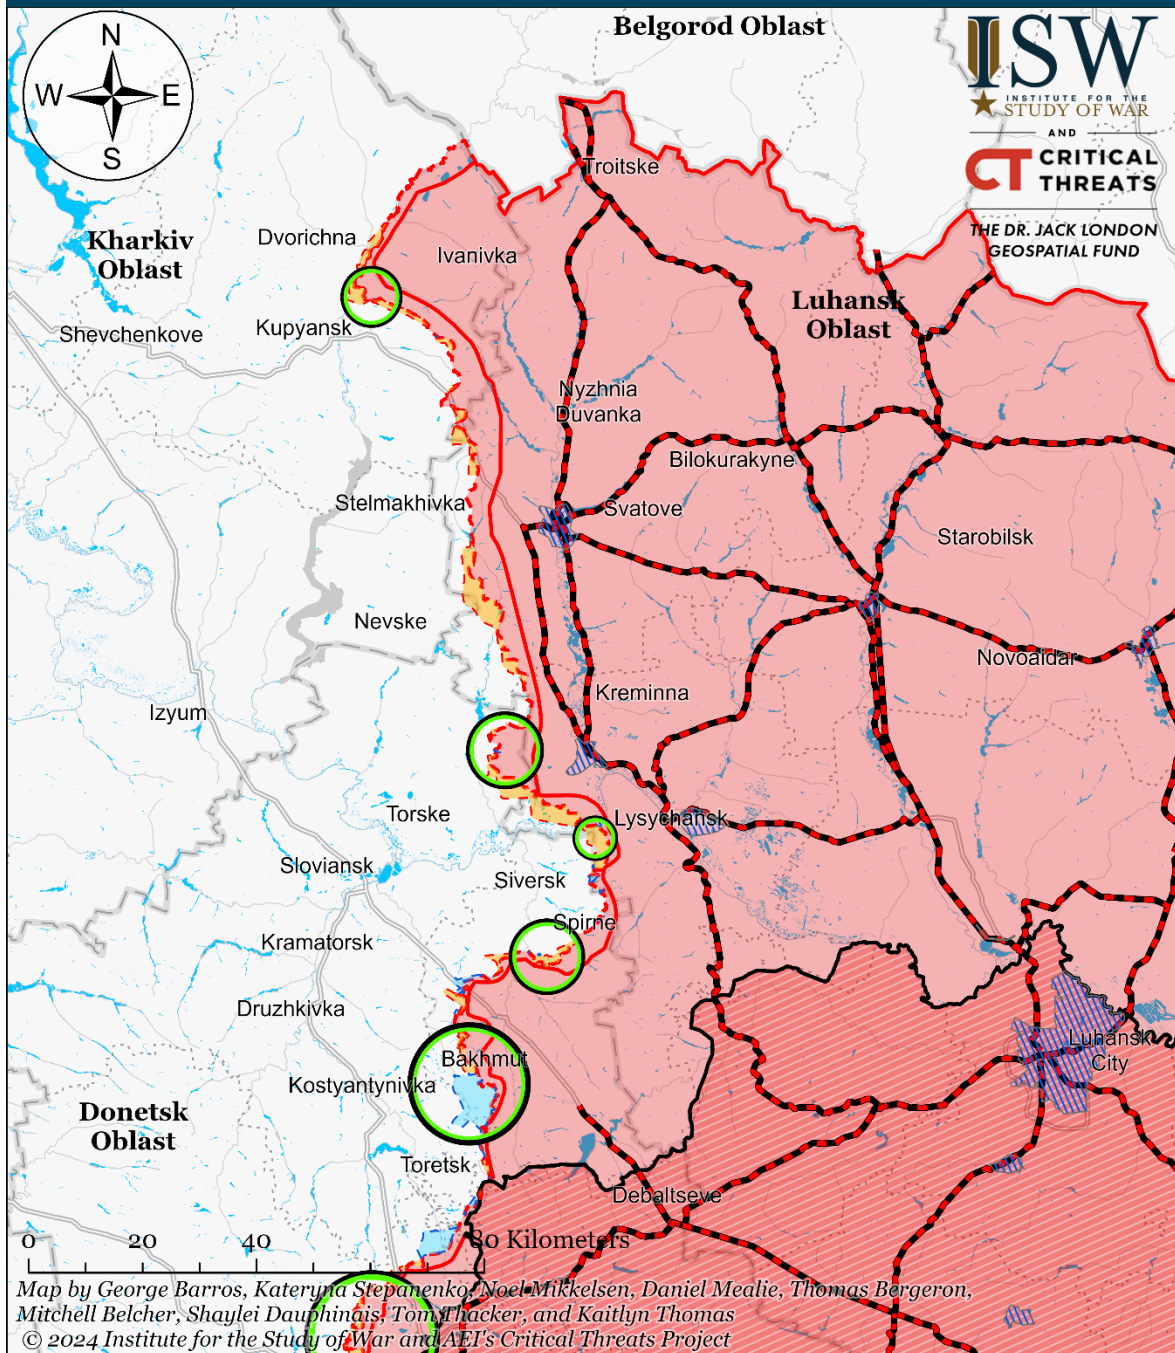 Belgorod Oblast
N
W
E
S
ISW
INSTITUTE FOR THE
STUDY OF WAR
AND
CT CRITICAL
THREATS
THE DR. JACK LONDON
GEOSPATIAL FUND
Troitske
Dvorichna
Kharkiv
Oblast
Ivanivka
Luhansk
Oblast
Kupyansk
Shevchenkove
Nyzhnia
Duvanka
Bilokurakyne
Stelmakhivka
Svatove
Starobilsk
Nevske
Novoaidar
Kreminna
Izyum
Torske
Lysychansk
Sloviansk
Siversk
Spirne
Kramatorsk
Druzhkivka
Luhansk
City
Bakhmut
Kostyantynivka
Donetsk
Oblast
Toretsk
Debaltseve
0
20
40
80 Kilometers
Map by George Barros, Kateryna Stepanenko, Noel Mikkelsen, Daniel Mealie, Thomas Bergeron,
Mitchell Belcher, Shaylei Dauphinais, Tom Thacker, and Kaitlyn Thomas
© 2024 Institute for the Study of War and AEI's Critical Threats Project